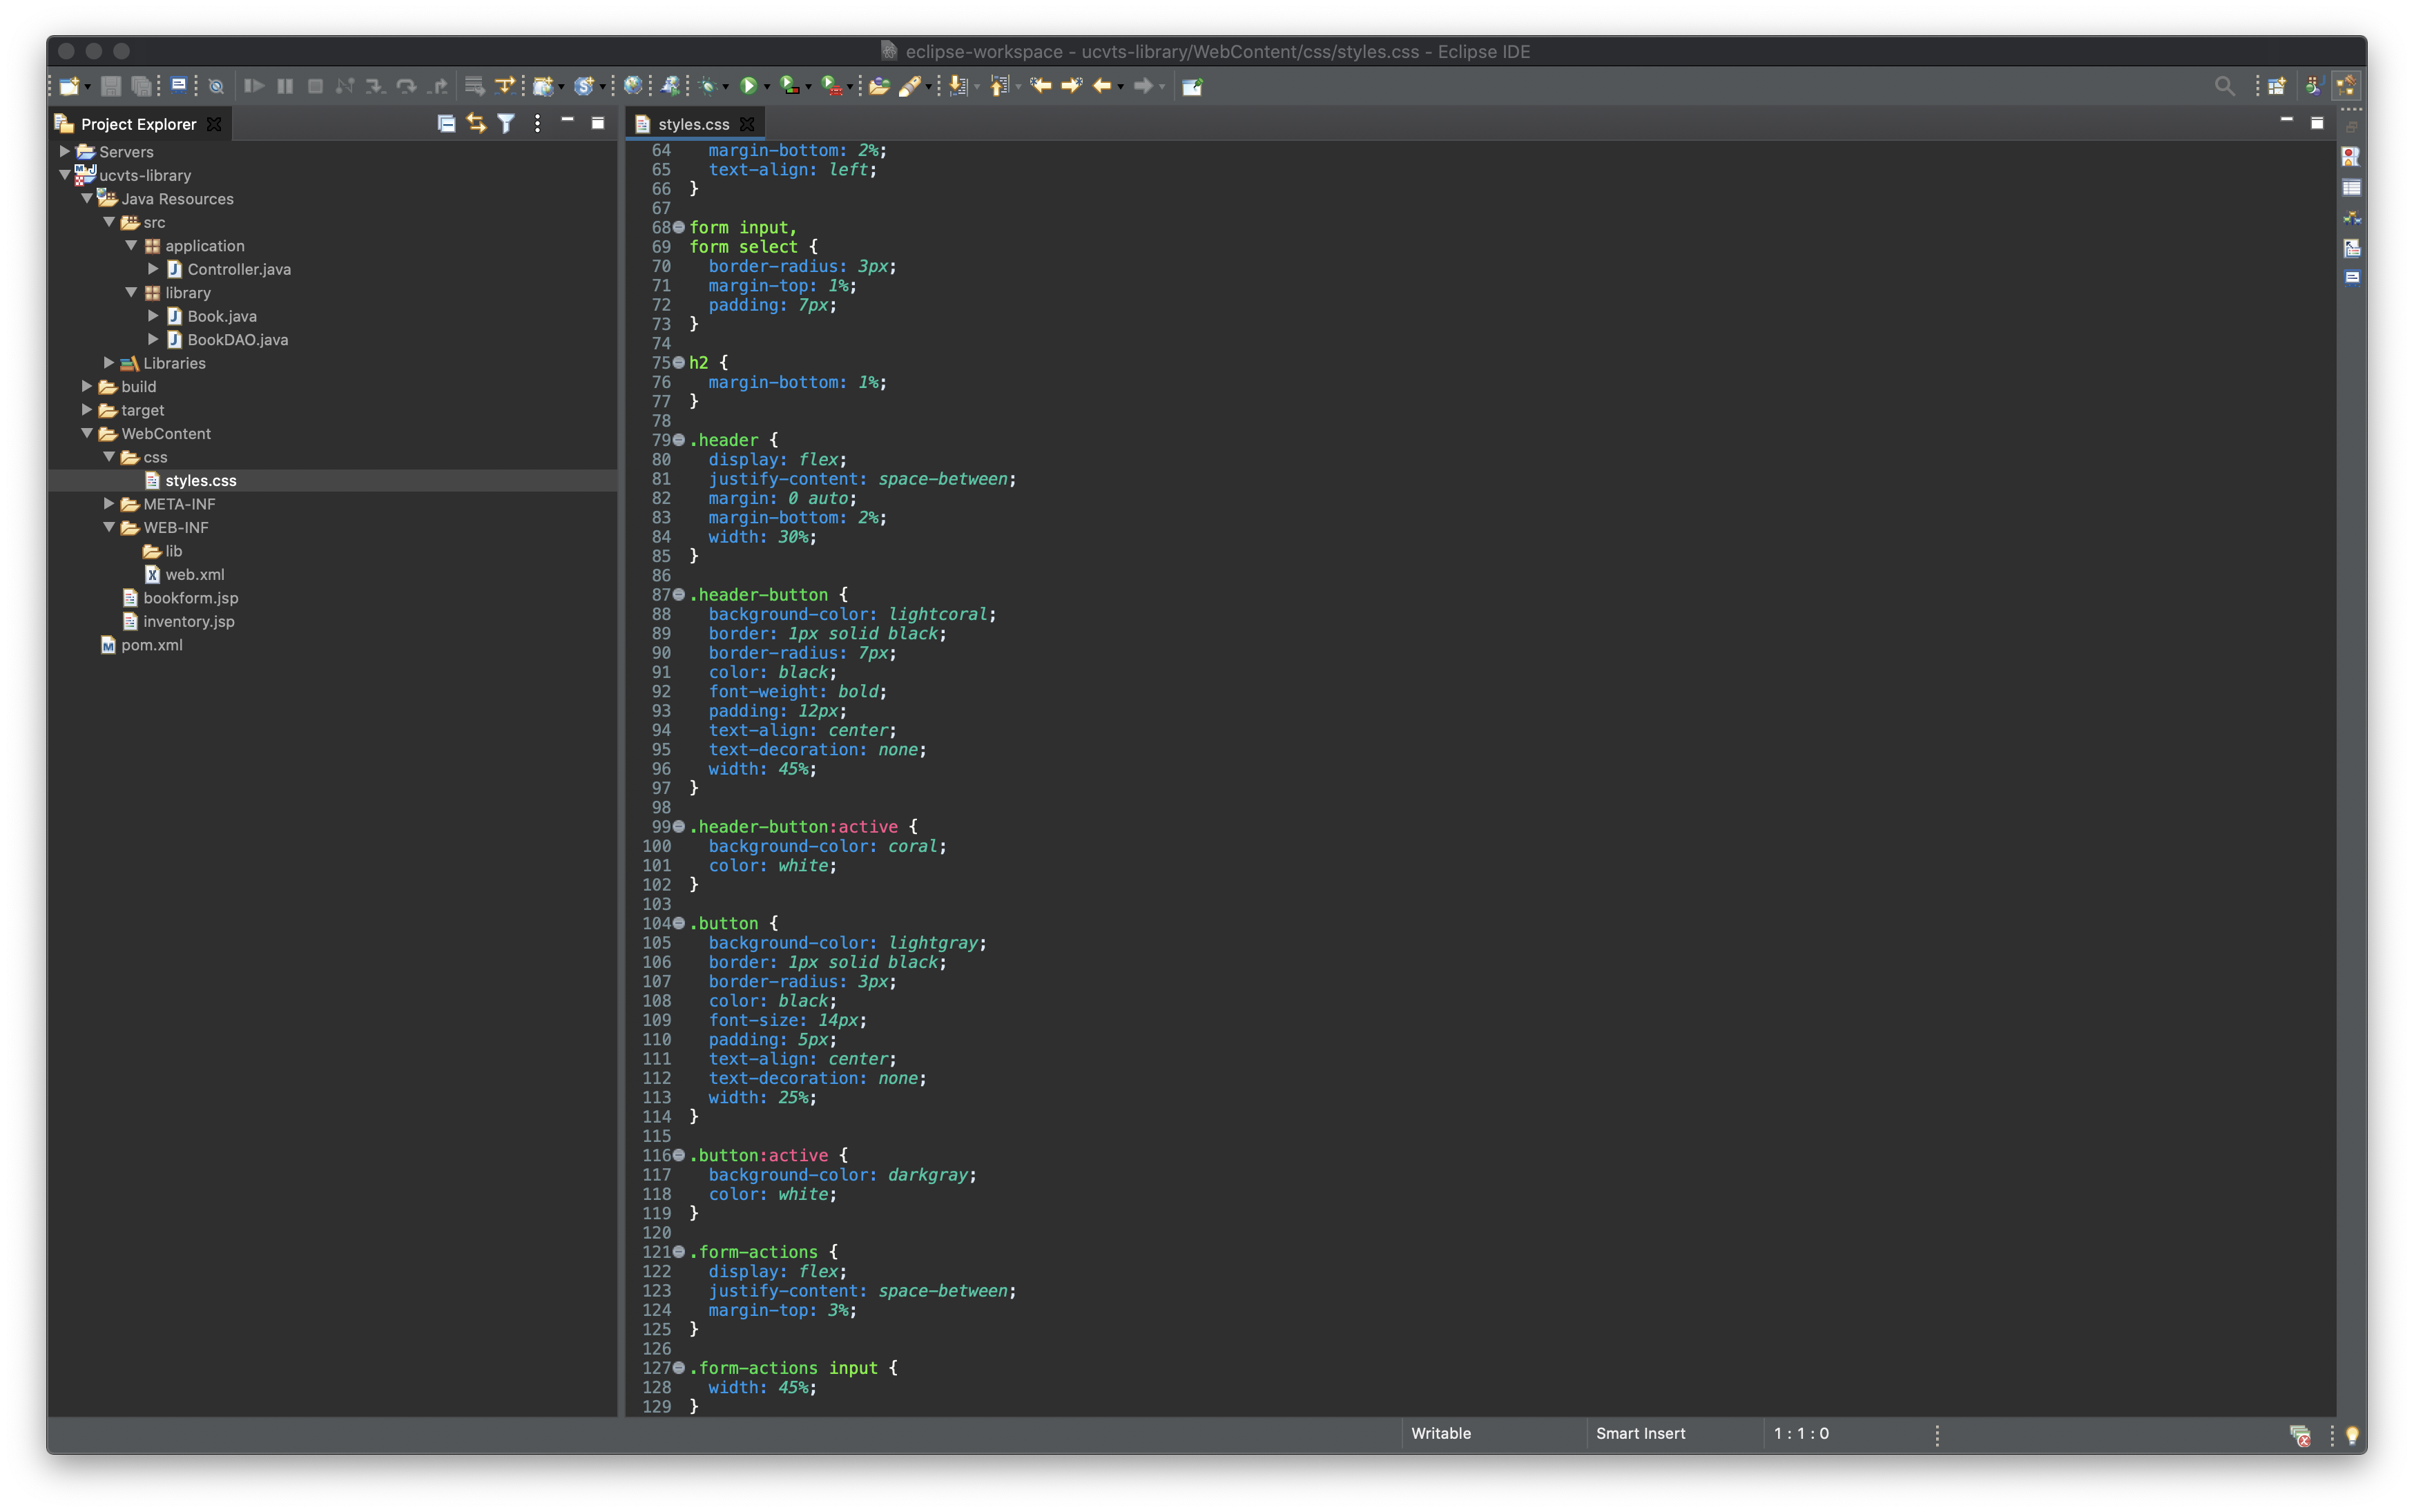 eclipse-workspace - ucvts-library/WebContent/css/styles.css - Eclipse IDE
Project Explorer
Servers
ucvts-library
Java Resources
src
application
Controller.java
library
Book.java
BookDAO.java
Libraries
build
target
WebContent
css
styles.css
META-INF
WEB-INF
lib
web.xml
bookform.jsp
inventory.jsp
pom.xml
styles.css
64 margin-bottom: 2%;
65 text-align: left;
66 }
67
68 form input,
69 form select {
70 border-radius: 3px;
71 margin-top: 1%;
72 padding: 7px;
73 }
74
75 h2 {
76 margin-bottom: 1%;
77 }
78
79 .header {
80 display: flex;
81 justify-content: space-between;
82 margin: 0 auto;
83 margin-bottom: 2%;
84 width: 30%;
85 }
86
87 .header-button {
88 background-color: lightcoral;
89 border: 1px solid black;
90 border-radius: 7px;
91 color: black;
92 font-weight: bold;
93 padding: 12px;
94 text-align: center;
95 text-decoration: none;
96 width: 45%;
97 }
98
99 .header-button:active {
100 background-color: coral;
101 color: white;
102 }
103
104 .button {
105 background-color: lightgray;
106 border: 1px solid black;
107 border-radius: 3px;
108 color: black;
109 font-size: 14px;
110 padding: 5px;
111 text-align: center;
112 text-decoration: none;
113 width: 25%;
114 }
115
116 .button:active {
117 background-color: darkgray;
118 color: white;
119 }
120
121 .form-actions {
122 display: flex;
123 justify-content: space-between;
124 margin-top: 3%;
125 }
126
127 .form-actions input {
128 width: 45%;
129 }
Writable
Smart Insert
1 : 1 : 0